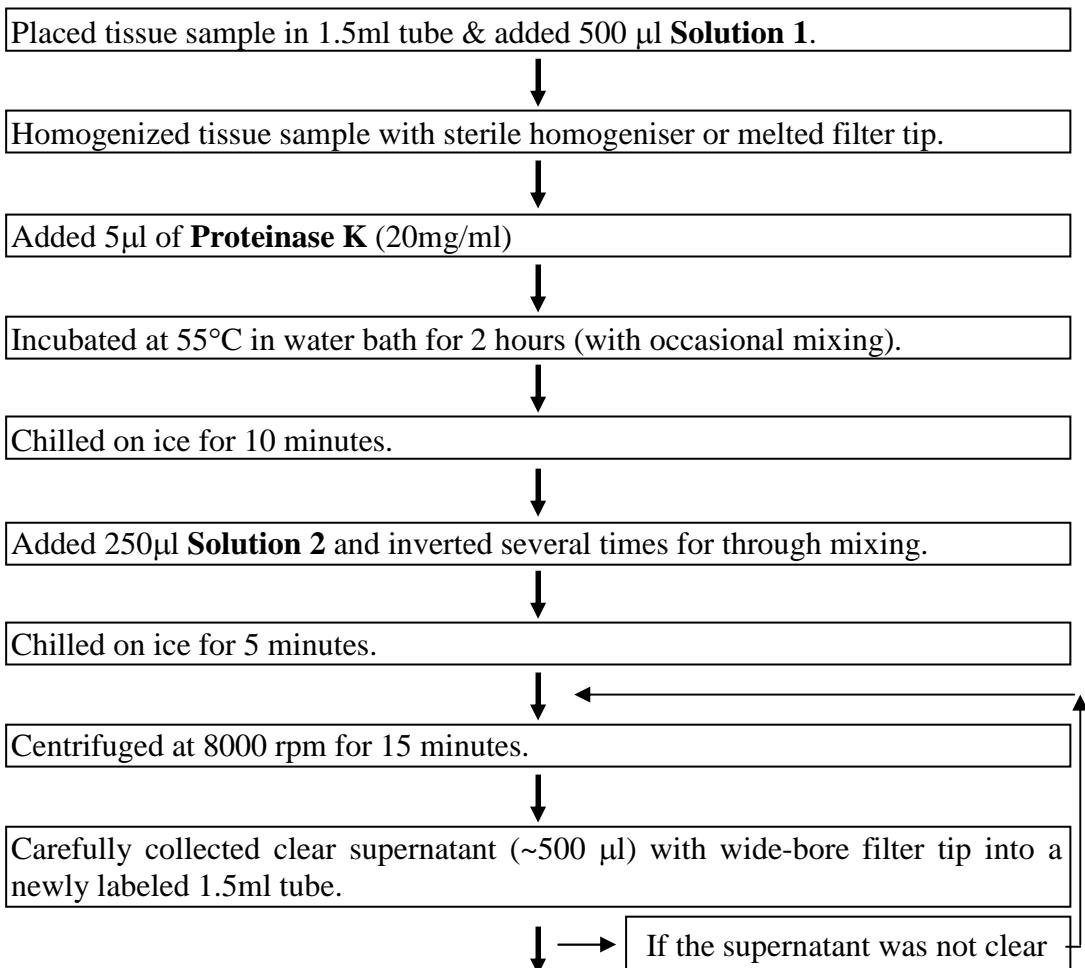 Placed tissue sample in 1.5ml tube & added 500 μl Solution 1.
Homogenized tissue sample with sterile homogeniser or melted filter tip.
Added 5μl of Proteinase K (20mg/ml)
Incubated at 55°C in water bath for 2 hours (with occasional mixing).
Chilled on ice for 10 minutes.
Added 250μl Solution 2 and inverted several times for through mixing.
Chilled on ice for 5 minutes.
Centrifuged at 8000 rpm for 15 minutes.
Carefully collected clear supernatant (~500 μl) with wide-bore filter tip into a
newly labeled 1.5ml tube.
If the supernatant was not clear